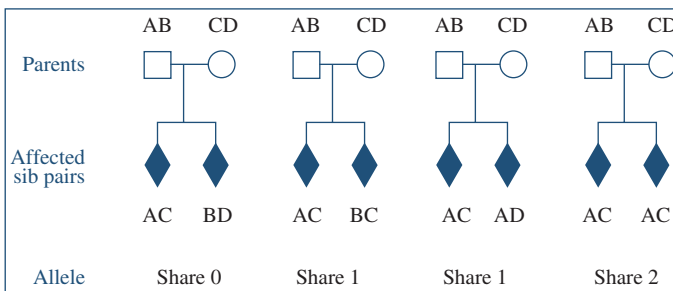 AB CD AB CD AB CD AB CD
Parents
Affected
sib pairs
AC BD AC BC AC AD AC AC
Allele Share 0 Share 1 Share 1 Share 2